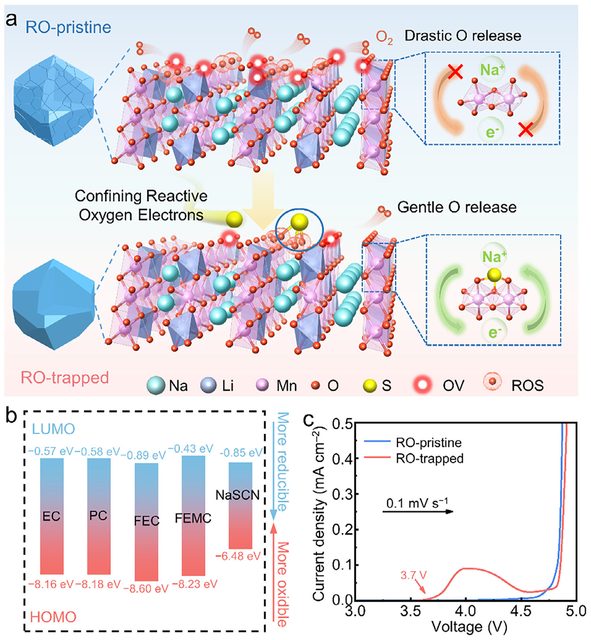 a
RO-pristine
O₂
Drastic O release
Na⁺
e⁻
Confining Reactive
Oxygen Electrons
Gentle O release
Na⁺
e⁻
RO-trapped
Na Li Mn O S OV ROS
b
LUMO
−0.57 eV −0.58 eV −0.89 eV −0.43 eV −0.85 eV
EC PC FEC FEMC NaSCN
−8.16 eV −8.18 eV −8.60 eV −8.23 eV −6.48 eV
HOMO
More reducible
More oxidble
c
Current density (mA cm⁻²)
0.5
0.4
0.3
0.2
0.1
0.0
RO-pristine
RO-trapped
0.1 mV s⁻¹
3.7 V
3.0 3.5 4.0 4.5 5.0
Voltage (V)